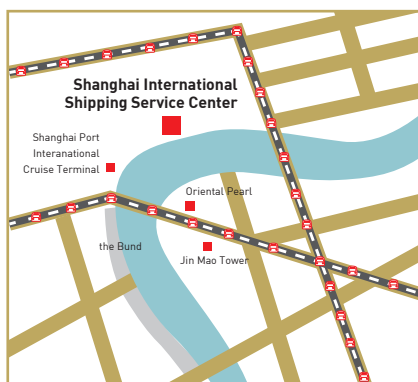 Shanghai International
Shipping Service Center
Shanghai Port
Interanational
Cruise Terminal
Oriental Pearl
the Bund
Jin Mao Tower